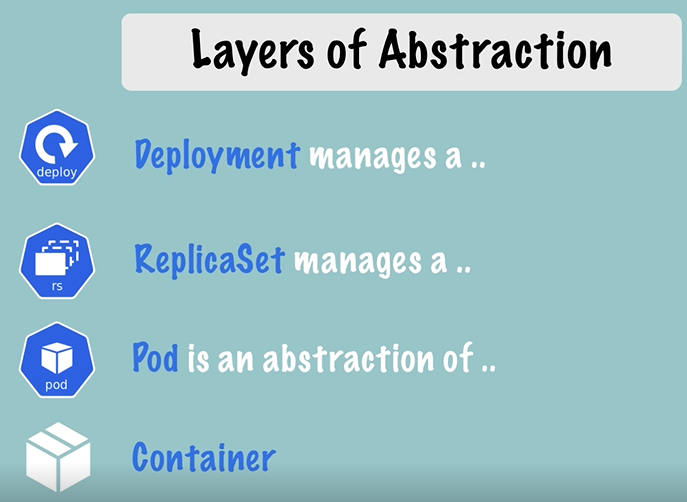 Layers of Abstraction
deploy
Deployment manages a ..
rs
ReplicaSet manages a ..
pod
Pod is an abstraction of ..
Container